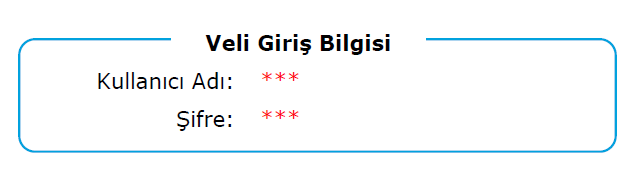 Veli Giriş Bilgisi
Kullanıcı Adı: ***
Şifre: ***